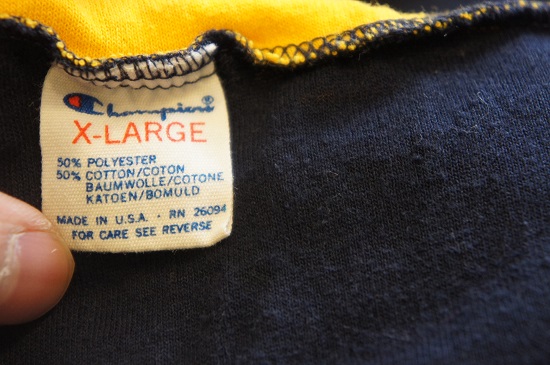 Champion
X-LARGE
50% POLYESTER
50% COTTON/COTON
BAUMWOLLE/COTONE
KATOEN/BOMULD
MADE IN U.S.A. · RN 26094
FOR CARE SEE REVERSE